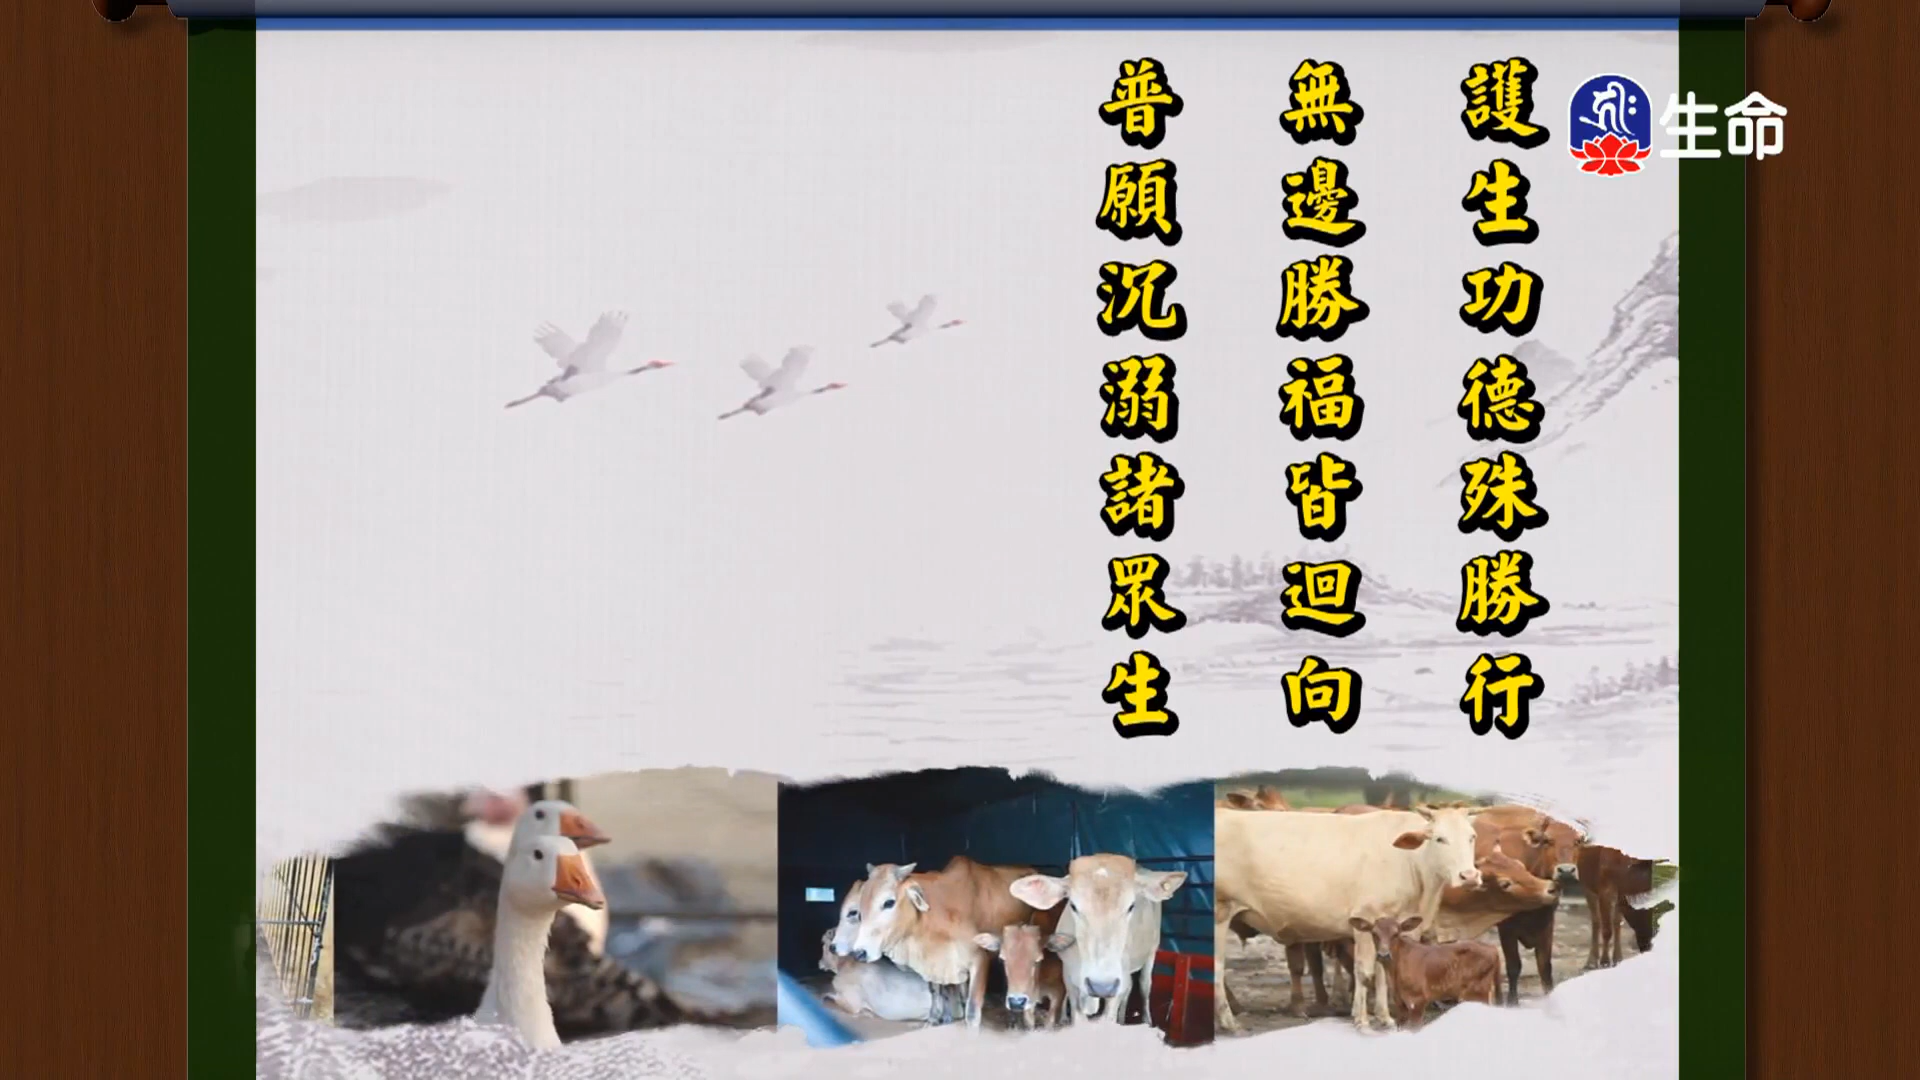 護生功德殊勝行
無邊勝福皆迴向
普願沉溺諸眾生
生命